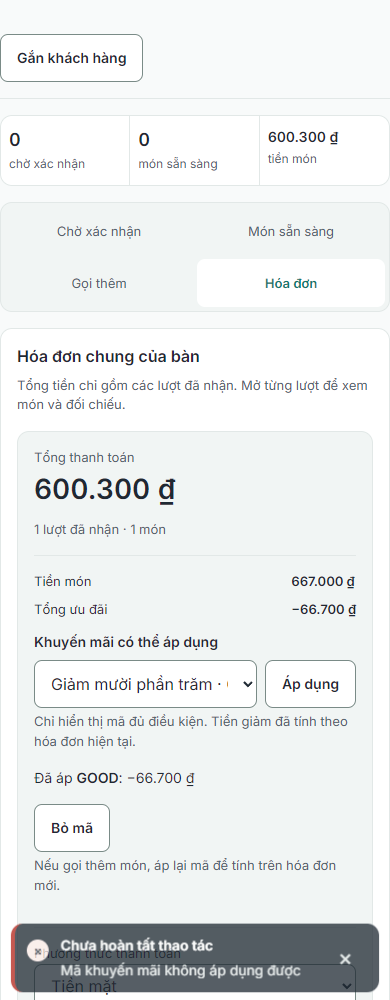 Gắn khách hàng
0
chờ xác nhận
0
món sẵn sàng
600.300 ₫
tiền món
Chờ xác nhận
Món sẵn sàng
Gọi thêm
Hóa đơn
Hóa đơn chung của bàn
Tổng tiền chỉ gồm các lượt đã nhận. Mở từng lượt để xem
món và đối chiếu.
Tổng thanh toán
600.300 ₫
1 lượt đã nhận · 1 món
Tiền món 667.000 ₫
Tổng ưu đãi −66.700 ₫
Khuyến mãi có thể áp dụng
Giảm mười phần trăm ·
Áp dụng
Chỉ hiển thị mã đủ điều kiện. Tiền giảm đã tính theo
hóa đơn hiện tại.
Đã áp GOOD: −66.700 ₫
Bỏ mã
Nếu gọi thêm món, áp lại mã để tính trên hóa đơn
mới.
Chưa hoàn tất thao tác
Mã khuyến mãi không áp dụng được
thức thanh toán
Tiền mặt